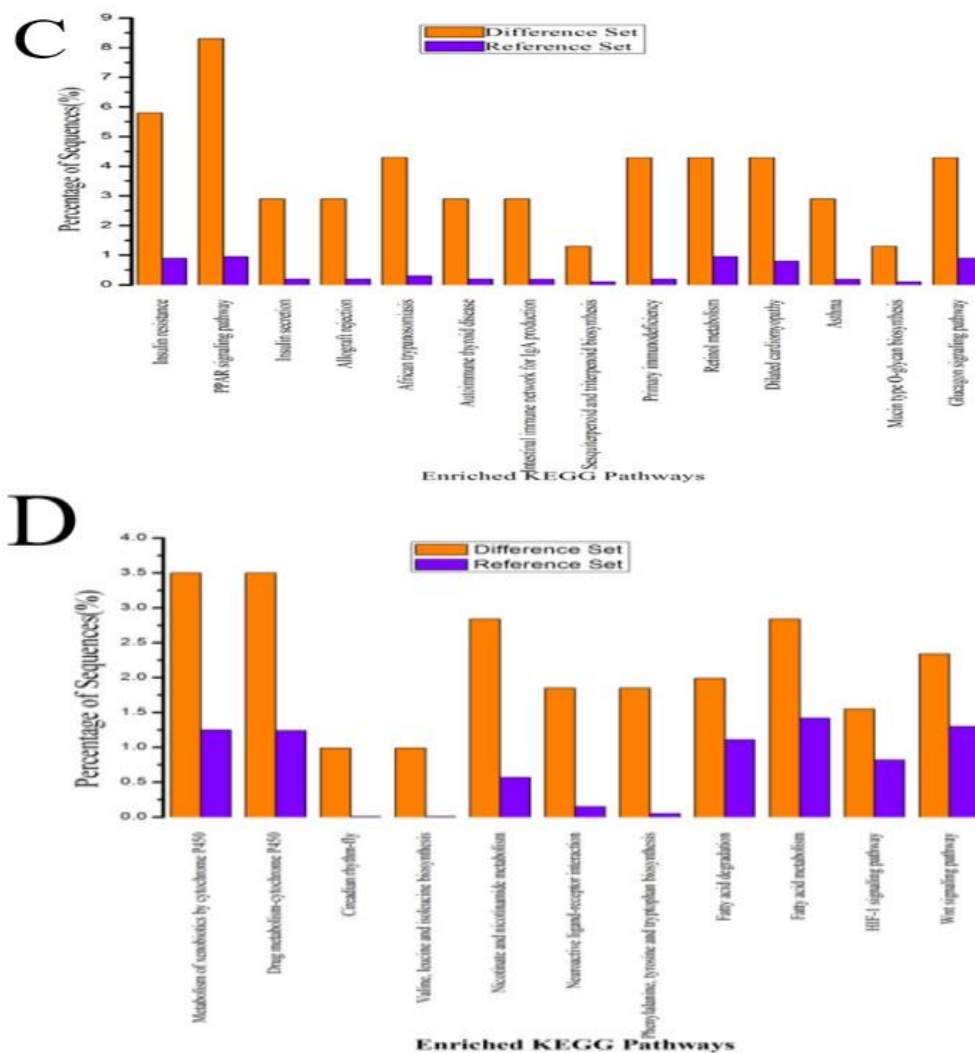 C
Difference Set
Reference Set
Percentage of Sequences(%)
9
8
7
6
5
4
3
2
1
0
Insulin resistance
PPAR signaling pathway
Insulin secretion
Allograft rejection
African trypanosomiasis
Autoimmune thyroid disease
Intestinal immune network for IgA production
Sesquiterpenoid and triterpenoid biosynthesis
Primary immunodeficiency
Retinol metabolism
Dilated cardiomyopathy
Asthma
Mucin type O-glycan biosynthesis
Glucagon signaling pathway
Enriched KEGG Pathways
D
Difference Set
Reference Set
Percentage of Sequences(%)
4.0
3.5
3.0
2.5
2.0
1.5
1.0
0.5
0.0
Metabolism of xenobiotics by cytochrome P450
Drug metabolism-cytochrome P450
Circadian rhythm-fly
Valine, leucine and isoleucine biosynthesis
Nicotinate and nicotinamide metabolism
Neuroactive ligand-receptor interaction
Phenylalanine, tyrosine and tryptophan biosynthesis
Fatty acid degradation
Fatty acid metabolism
HIF-1 signaling pathway
Wnt signaling pathway
Enriched KEGG Pathways